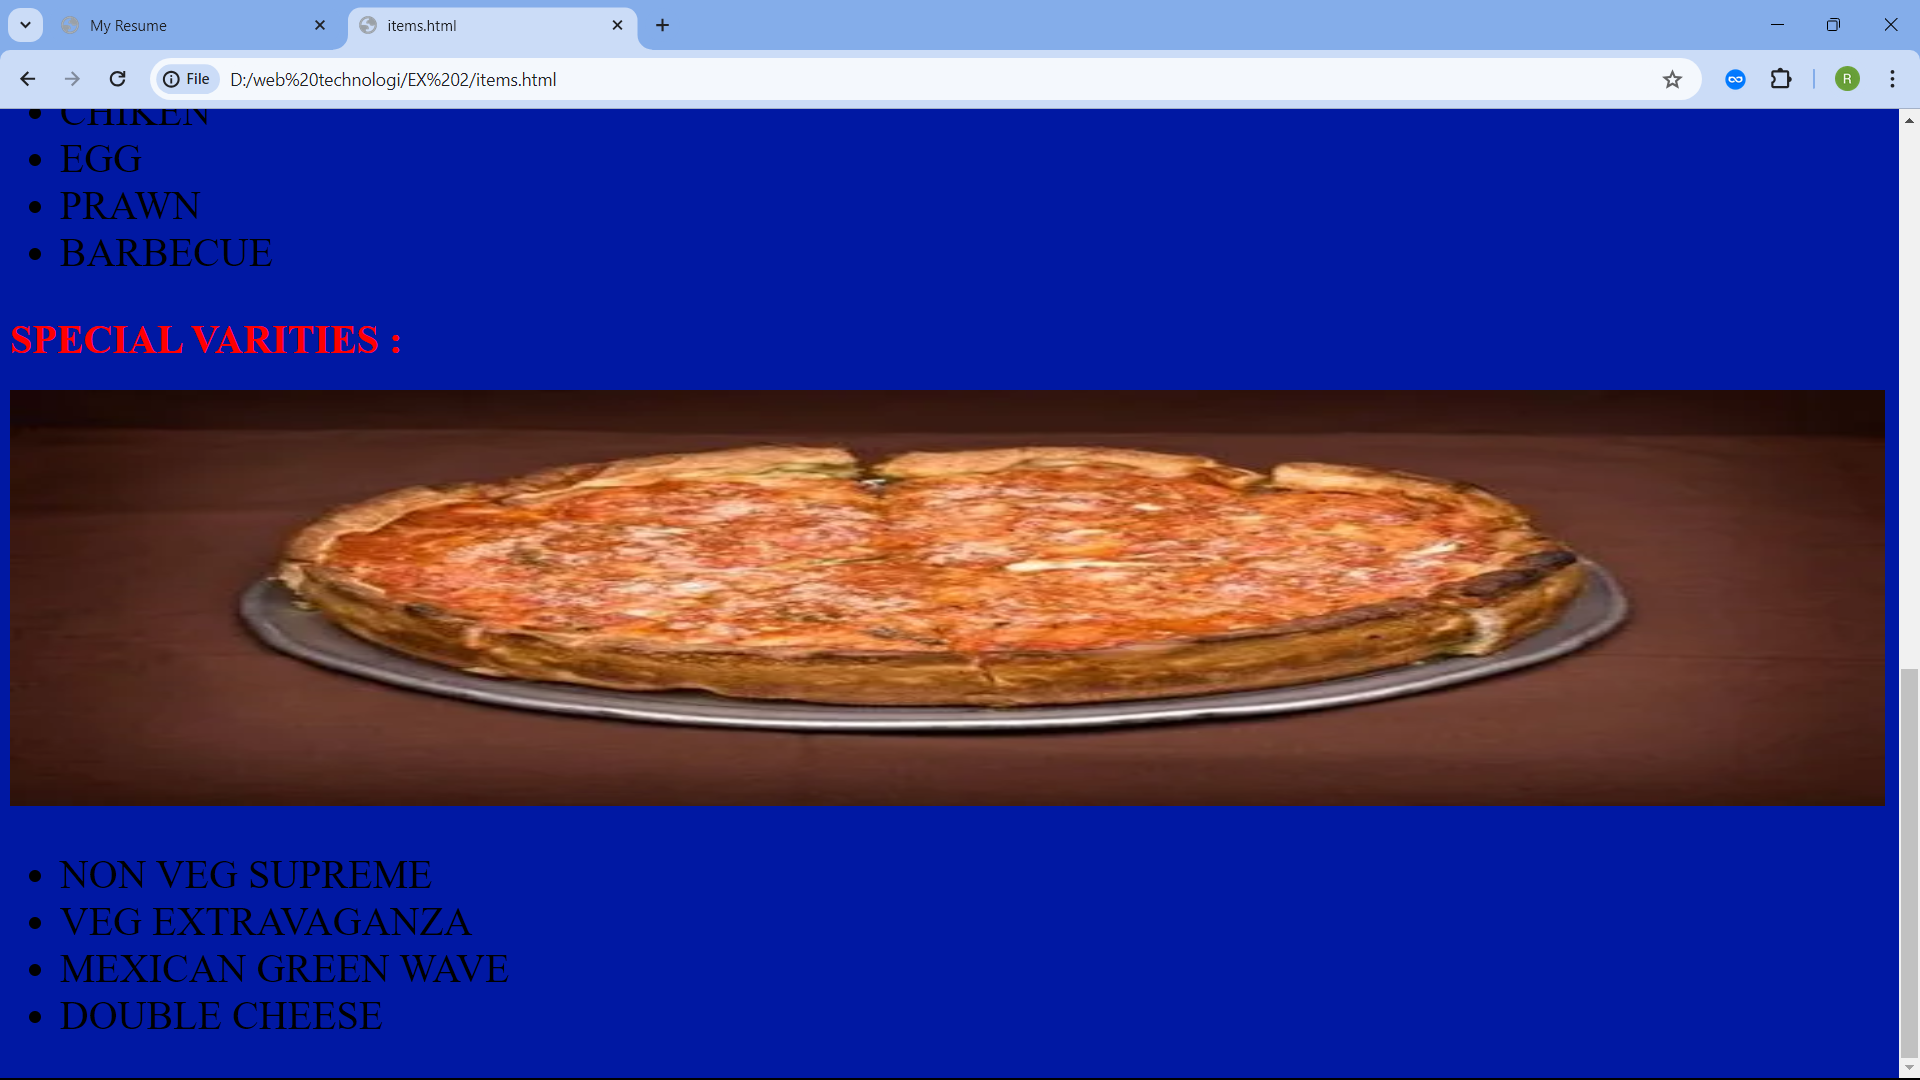 My Resume
items.html
File
D:/web%20technologi/EX%202/items.html
R
CHIKEN
EGG
PRAWN
BARBECUE
SPECIAL VARITIES :
NON VEG SUPREME
VEG EXTRAVAGANZA
MEXICAN GREEN WAVE
DOUBLE CHEESE